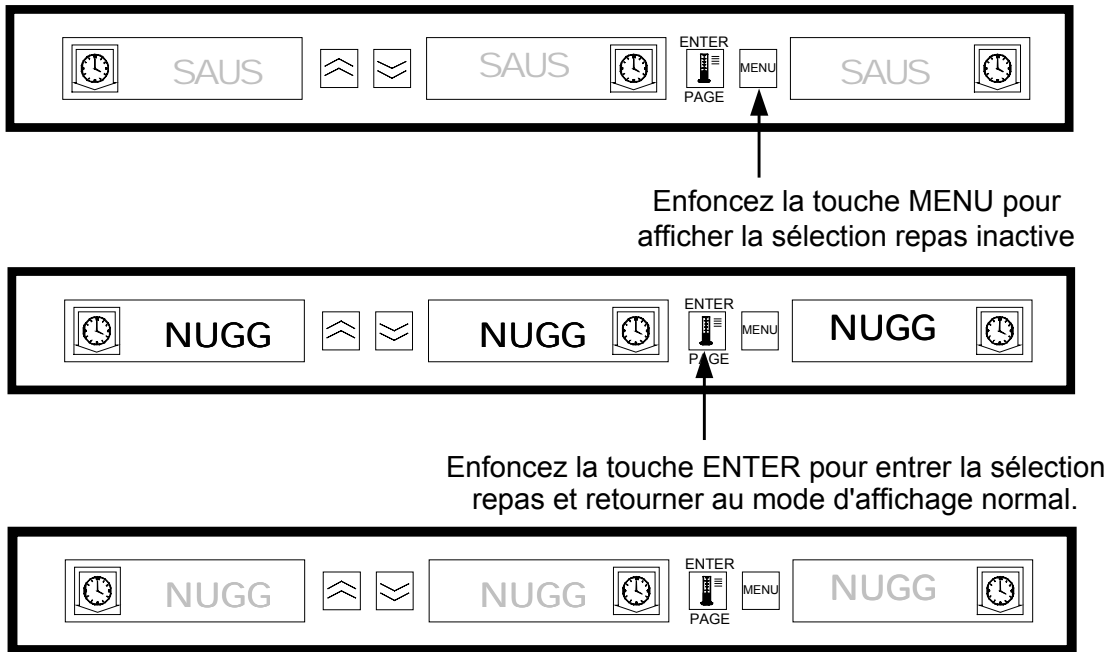 ENTER
SAUS SAUS MENU SAUS
PAGE
Enfoncez la touche MENU pour
afficher la sélection repas inactive
ENTER
NUGG NUGG MENU NUGG
PAGE
Enfoncez la touche ENTER pour entrer la sélection
repas et retourner au mode d'affichage normal.
ENTER
NUGG NUGG MENU NUGG
PAGE